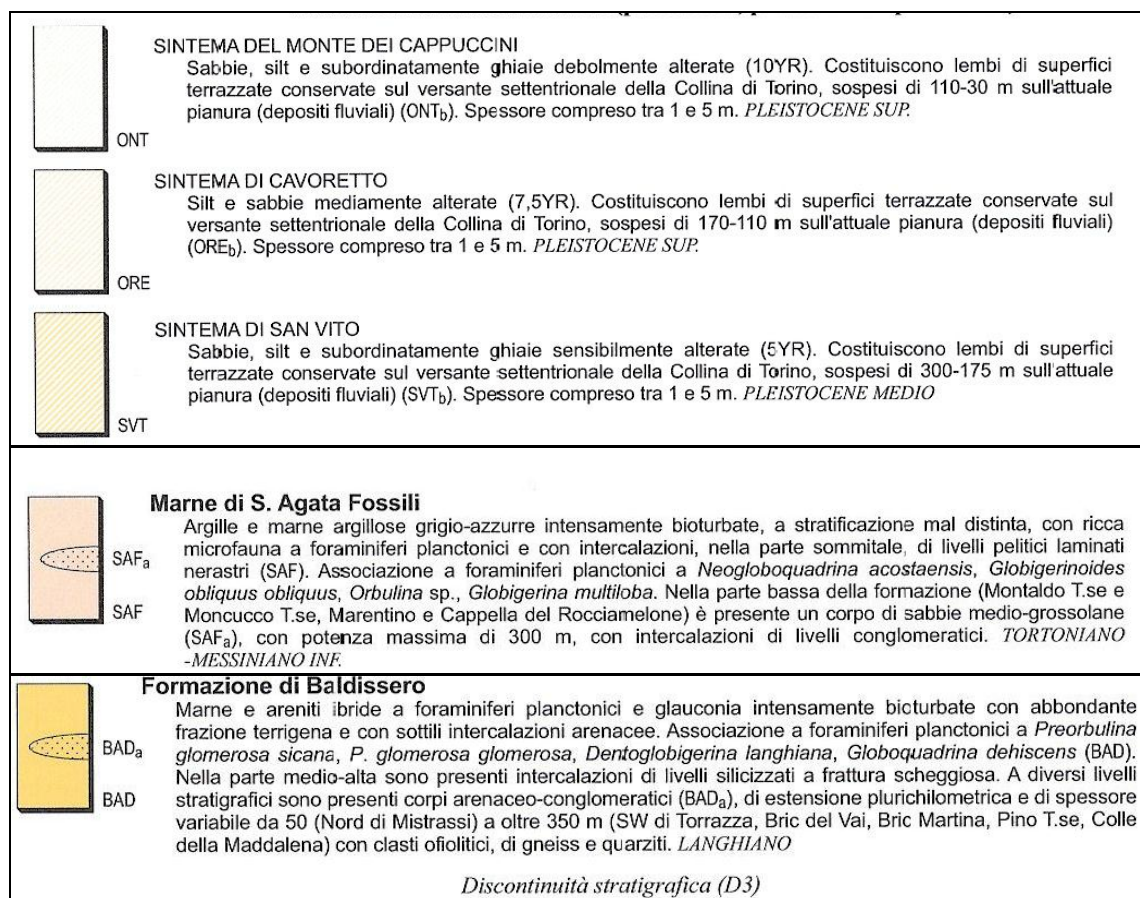 SINTEMA DEL MONTE DEI CAPPUCCINI
Sabbie, silt e subordinatamente ghiaie debolmente alterate (10YR). Costituiscono lembi di superfici
terrazzate conservate sul versante settentrionale della Collina di Torino, sospesi di 110-30 m sull'attuale
pianura (depositi fluviali) (ONTb). Spessore compreso tra 1 e 5 m. PLEISTOCENE SUP.
ONT
SINTEMA DI CAVORETTO
Silt e sabbie mediamente alterate (7,5YR). Costituiscono lembi di superfici terrazzate conservate sul
versante settentrionale della Collina di Torino, sospesi di 170-110 m sull'attuale pianura (depositi fluviali)
(OREb). Spessore compreso tra 1 e 5 m. PLEISTOCENE SUP.
ORE
SINTEMA DI SAN VITO
Sabbie, silt e subordinatamente ghiaie sensibilmente alterate (5YR). Costituiscono lembi di superfici
terrazzate conservate sul versante settentrionale della Collina di Torino, sospesi di 300-175 m sull'attuale
pianura (depositi fluviali) (SVTb). Spessore compreso tra 1 e 5 m. PLEISTOCENE MEDIO
SVT
Marne di S. Agata Fossili
Argille e marne argillose grigio-azzurre intensamente bioturbate, a stratificazione mal distinta, con ricca
microfauna a foraminiferi planctonici e con intercalazioni, nella parte sommitale, di livelli pelitici laminati
nerastri (SAF). Associazione a foraminiferi planctonici a Neogloboquadrina acostaensis, Globigerinoides
obliquus obliquus, Orbulina sp., Globigerina multiloba. Nella parte bassa della formazione (Montaldo T.se e
Moncucco T.se, Marentino e Cappella del Rocciamelone) è presente un corpo di sabbie medio-grossolane
(SAFa), con potenza massima di 300 m, con intercalazioni di livelli conglomeratici. TORTONIANO
-MESSINIANO INF.
SAFa
SAF
Formazione di Baldissero
Marne e areniti ibride a foraminiferi planctonici e glauconia intensamente bioturbate con abbondante
frazione terrigena e con sottili intercalazioni arenacee. Associazione a foraminiferi planctonici a Preorbulina
glomerosa sicana, P. glomerosa glomerosa, Dentoglobigerina langhiana, Globoquadrina dehiscens (BAD).
Nella parte medio-alta sono presenti intercalazioni di livelli silicizzati a frattura scheggiosa. A diversi livelli
stratigrafici sono presenti corpi arenaceo-conglomeratici (BADa), di estensione plurichilometrica e di spessore
variabile da 50 (Nord di Mistrassi) a oltre 350 m (SW di Torrazza, Bric del Vai, Bric Martina, Pino T.se, Colle
della Maddalena) con clasti ofiolitici, di gneiss e quarziti. LANGHIANO
BADa
BAD
Discontinuità stratigrafica (D3)